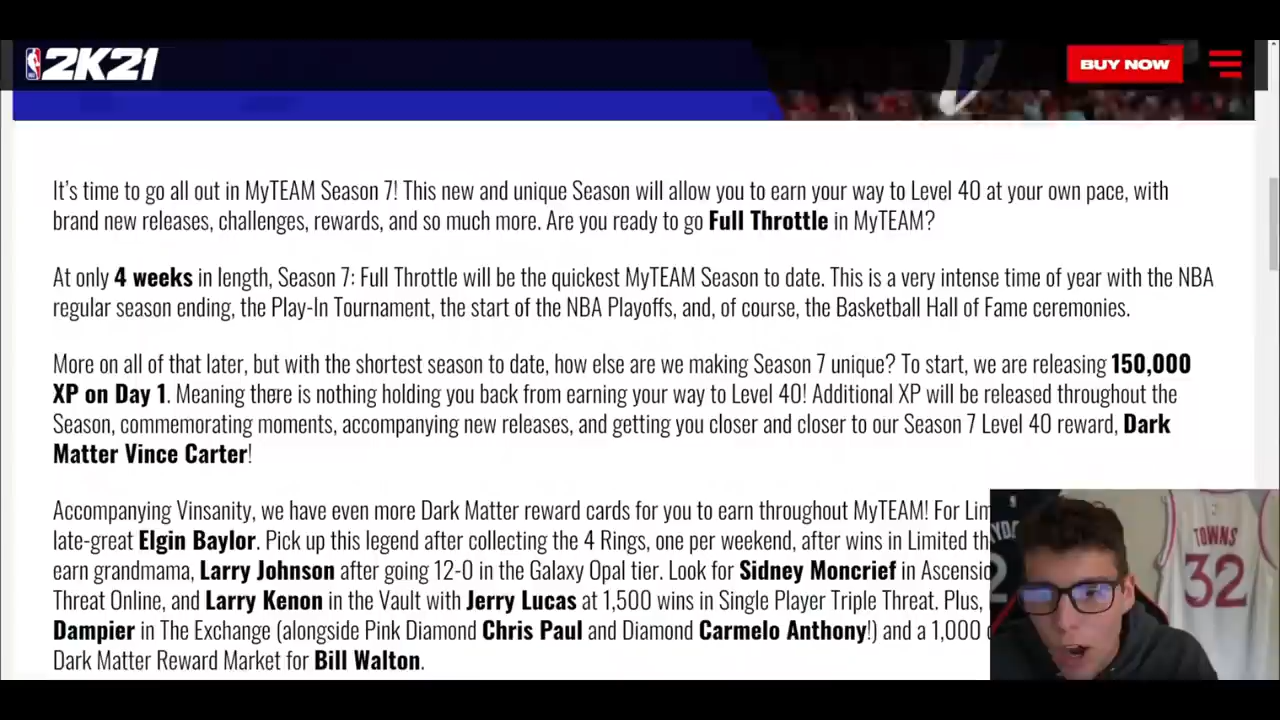 NBA 2K21
BUY NOW
It's time to go all out in MyTEAM Season 7! This new and unique Season will allow you to earn your way to Level 40 at your own pace, with
brand new releases, challenges, rewards, and so much more. Are you ready to go Full Throttle in MyTEAM?
At only 4 weeks in length, Season 7: Full Throttle will be the quickest MyTEAM Season to date. This is a very intense time of year with the NBA
regular season ending, the Play-In Tournament, the start of the NBA Playoffs, and, of course, the Basketball Hall of Fame ceremonies.
More on all of that later, but with the shortest season to date, how else are we making Season 7 unique? To start, we are releasing 150,000
XP on Day 1. Meaning there is nothing holding you back from earning your way to Level 40! Additional XP will be released throughout the
Season, commemorating moments, accompanying new releases, and getting you closer and closer to our Season 7 Level 40 reward, Dark
Matter Vince Carter!
Accompanying Vinsanity, we have even more Dark Matter reward cards for you to earn throughout MyTEAM! For Lim
late-great Elgin Baylor. Pick up this legend after collecting the 4 Rings, one per weekend, after wins in Limited th
earn grandmama, Larry Johnson after going 12-0 in the Galaxy Opal tier. Look for Sidney Moncrief in Ascensio
Threat Online, and Larry Kenon in the Vault with Jerry Lucas at 1,500 wins in Single Player Triple Threat. Plus,
Dampier in The Exchange (alongside Pink Diamond Chris Paul and Diamond Carmelo Anthony!) and a 1,000
Dark Matter Reward Market for Bill Walton.
TOWNS
32